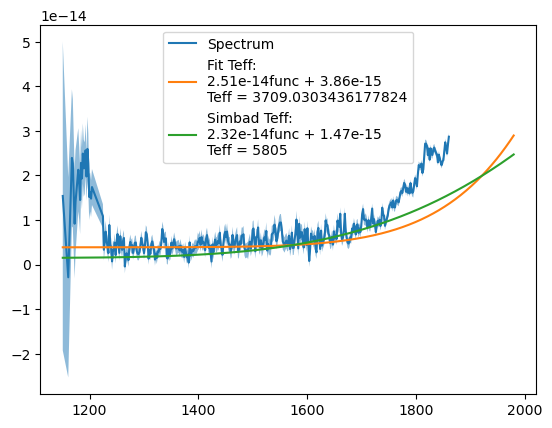 1e−14
Spectrum
Fit Teff:
2.51e-14func + 3.86e-15
Teff = 3709.0303436177824
Simbad Teff:
2.32e-14func + 1.47e-15
Teff = 5805
5
4
3
2
1
0
−1
−2
1200
1400
1600
1800
2000